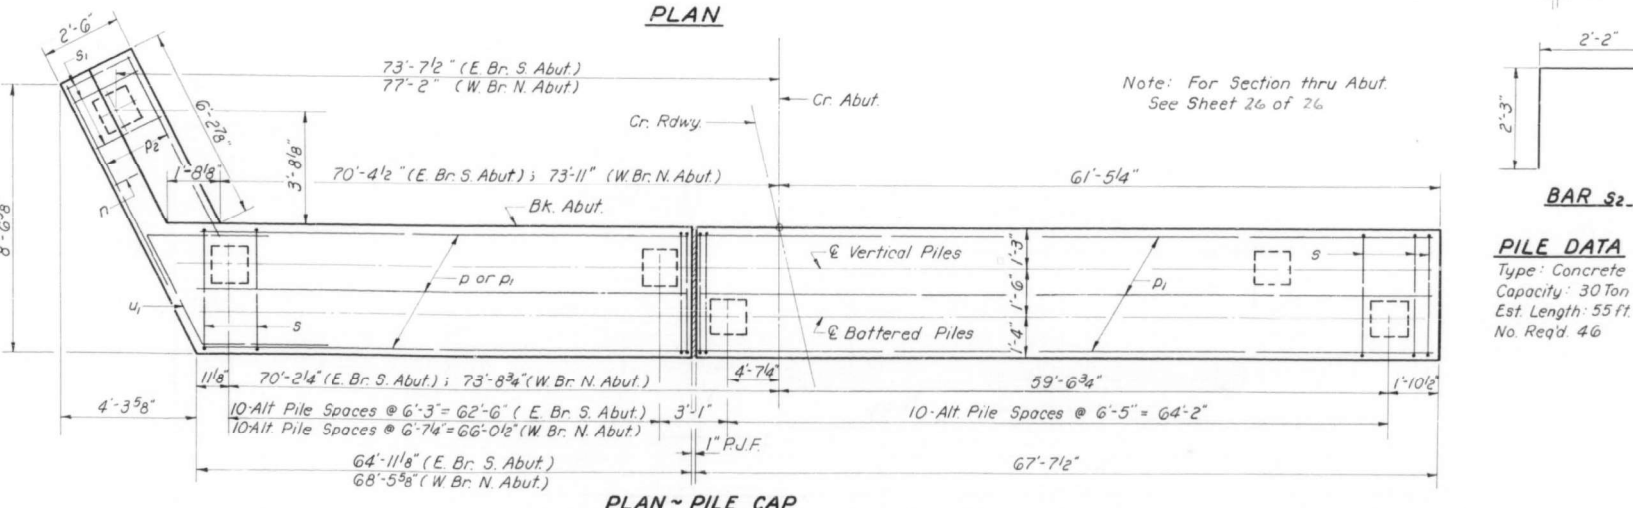 PLAN
2'-6"
s1
73'-7½" (E. Br. S. Abut.)
77'-2" (W. Br. N. Abut)
Cr. Abut.
Cr. Rdwy.
Note: For Section thru Abut.
See Sheet 26 of 26
2'-2"
2'-3"
6'-2⅞"
p2
1'-8⅛"
3'-8⅛"
70'-4½" (E. Br. S. Abut.) ; 73'-11" (W. Br. N. Abut.)
61'-5¼"
n
Bk. Abut.
BAR s2
8'-6⅜
℄ Vertical Piles
1'-3"
s
p or p1
1'-6"
p1
u1
s
℄ Battered Piles
1'-4"
PILE DATA
Type: Concrete
Capacity: 30 Ton
Est. Length: 55 ft.
No. Reqd. 46
11⅛"
70'-2¼" (E. Br. S. Abut.) ; 73'-8¾" (W. Br. N. Abut.)
4'-7¼"
59'-6¾"
1'-10½"
4'-3⅝"
10-Alt Pile Spaces @ 6'-3" = 62'-6" ( E. Br. S. Abut.)
10-Alt. Pile Spaces @ 6'-7¼" = 66'-0½" (W. Br. N. Abut.)
3'-1"
10-Alt. Pile Spaces @ 6'-5" = 64'-2"
1" P.J.F.
64'-11⅛" (E. Br. S. Abut.)
68'-5⅝" ( W. Br. N. Abut.)
67'-7½"
PLAN ~ PILE CAP